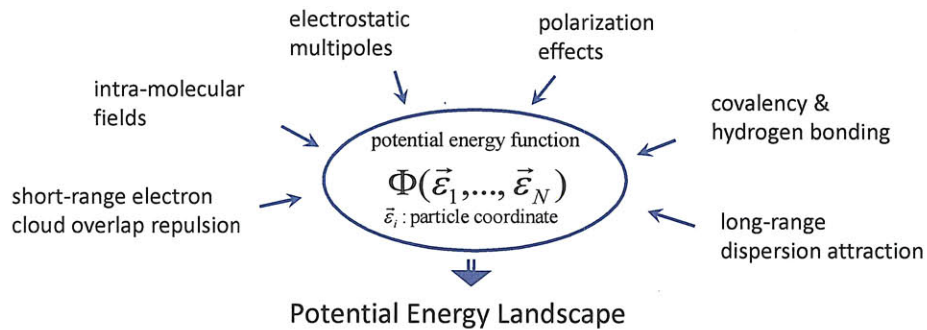 electrostatic
multipoles
polarization
effects
intra-molecular
fields
covalency &
hydrogen bonding
potential energy function
Φ(ε⃗₁,...,ε⃗_N)
ε⃗ᵢ : particle coordinate
short-range electron
cloud overlap repulsion
long-range
dispersion attraction
Potential Energy Landscape